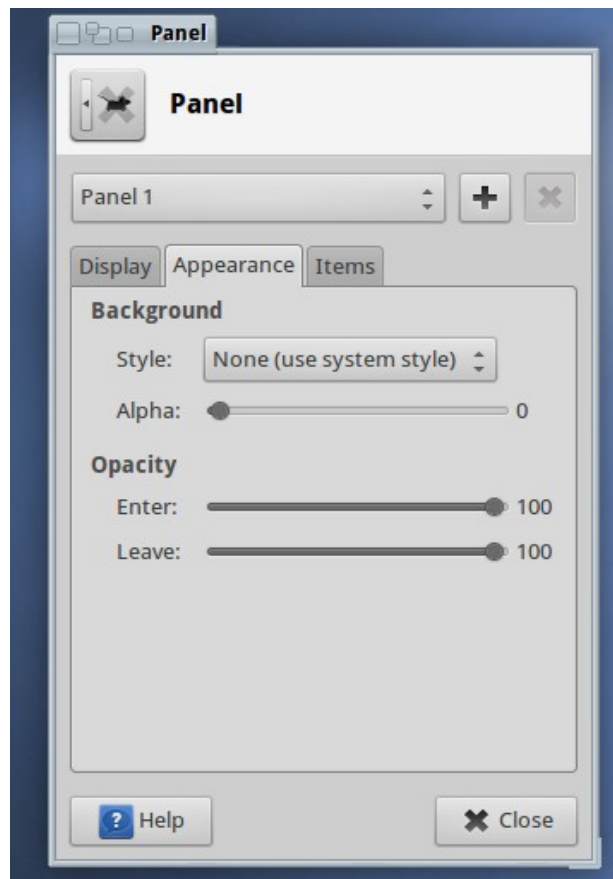 Panel
Panel
Panel 1
Display Appearance Items
Background
Style: None (use system style)
Alpha: 0
Opacity
Enter: 100
Leave: 100
Help Close